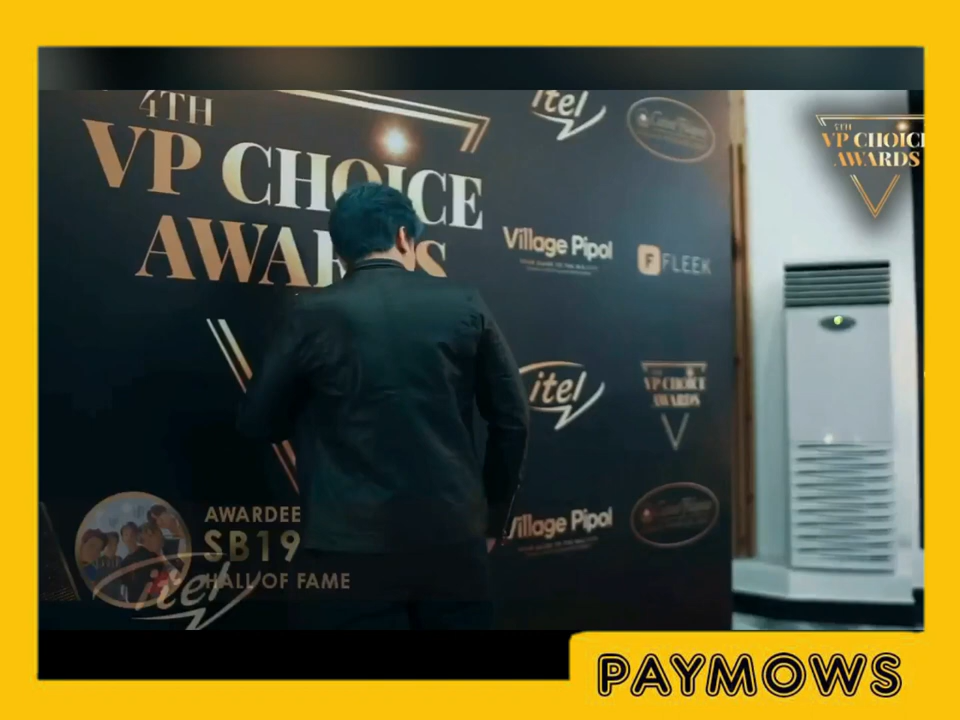 4TH
VP CHOICE
AWARDS
itel
Village Pipol
FLEEK
itel
VP CHOICE
AWARDS
Village Pipol
itel
5TH
VP CHOICE
AWARDS
AWARDEE
SB19
HALL OF FAME
PAYMOWS